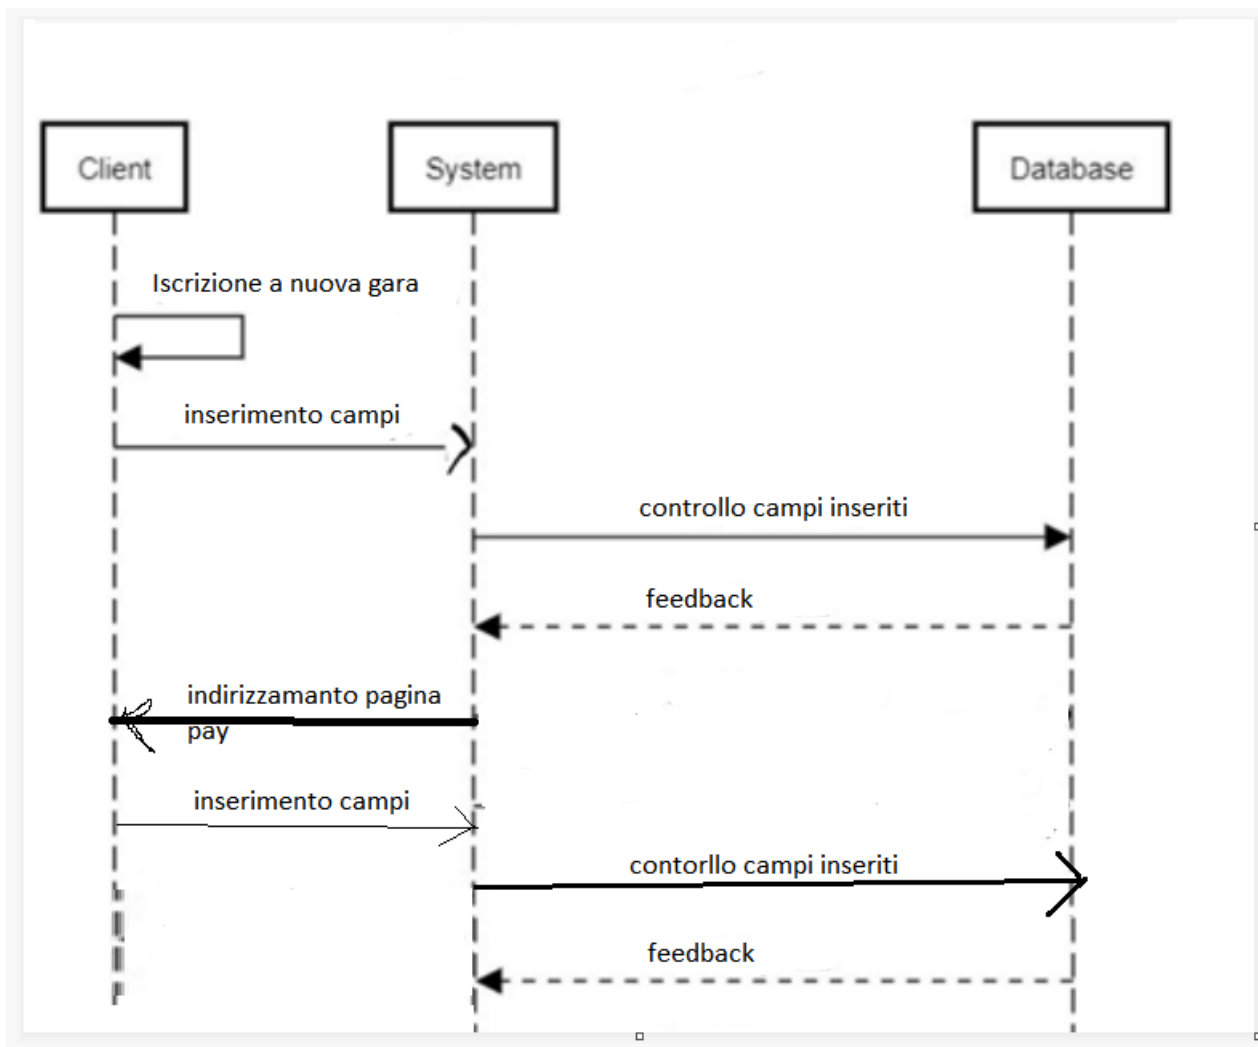 Client
System
Database
Iscrizione a nuova gara
inserimento campi
controllo campi inseriti
feedback
indirizzamanto pagina
pay
inserimento campi
contorllo campi inseriti
feedback